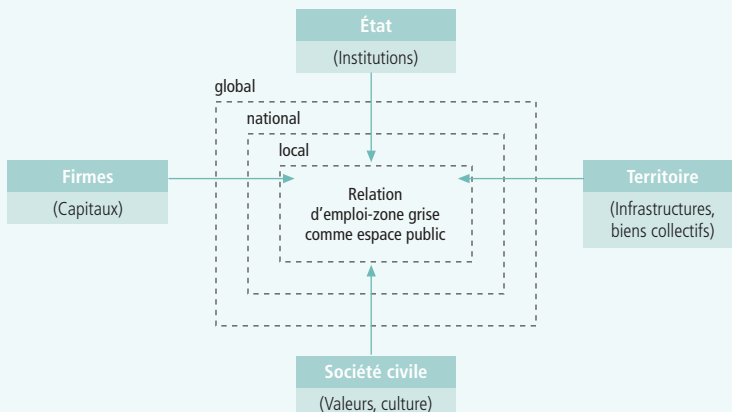 État
(Institutions)
global
national
local
Firmes
(Capitaux)
Relation
d'emploi-zone grise
comme espace public
Territoire
(Infrastructures,
biens collectifs)
Société civile
(Valeurs, culture)